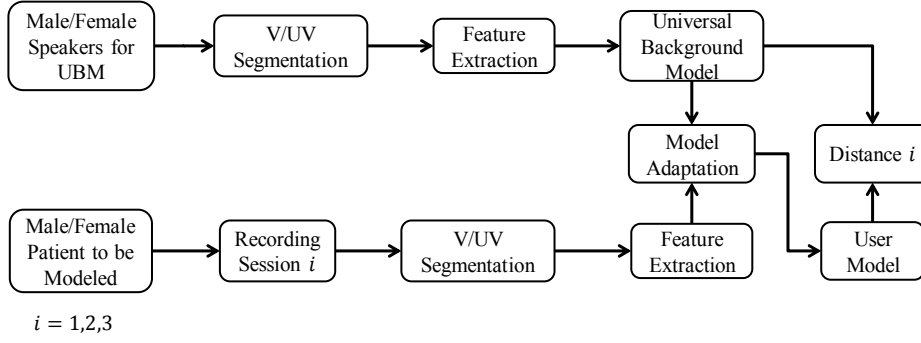 Male/Female
Speakers for
UBM
V/UV
Segmentation
Feature
Extraction
Universal
Background
Model
Model
Adaptation
Distance i
Male/Female
Patient to be
Modeled
Recording
Session i
V/UV
Segmentation
Feature
Extraction
User
Model
i = 1,2,3